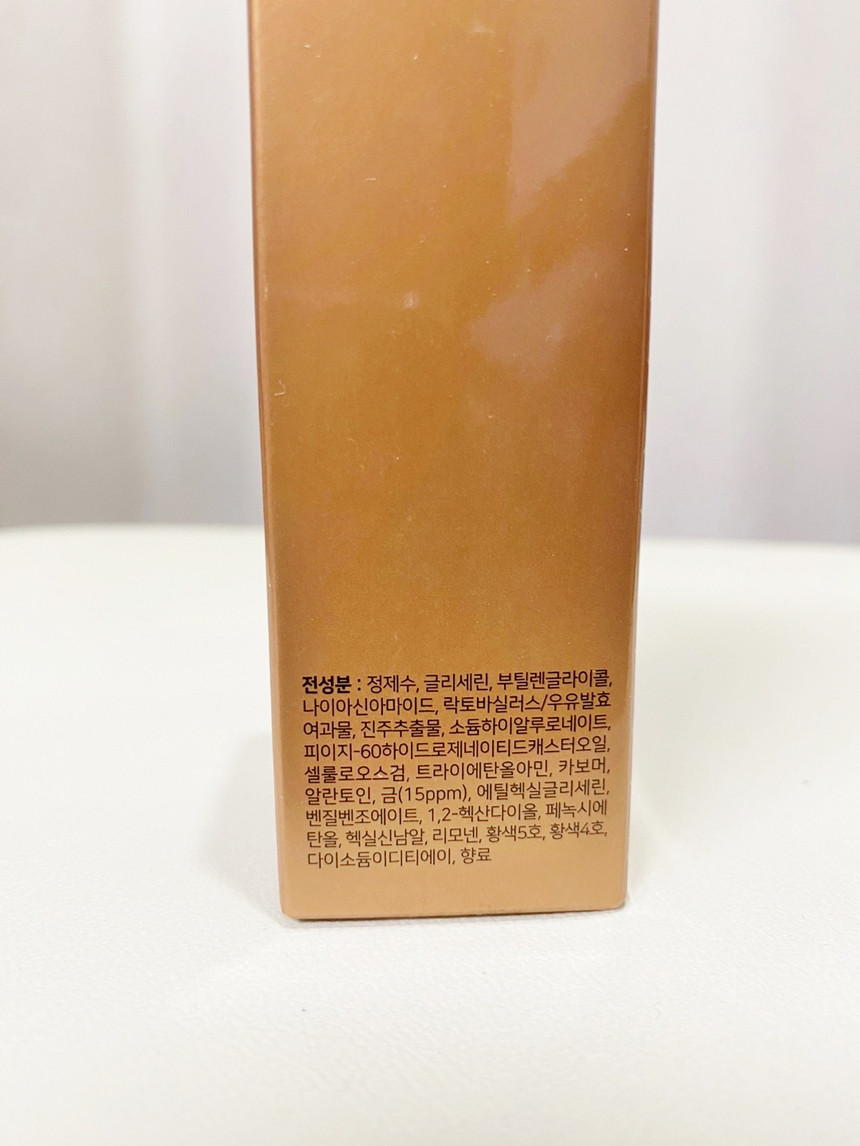 전성분 : 정제수, 글리세린, 부틸렌글라이콜,
나이아신아마이드, 락토바실러스/우유발효
여과물, 진주추출물, 소듐하이알루로네이트,
피이지-60하이드로제네이티드캐스터오일,
셀룰로오스검, 트라이에탄올아민, 카보머,
알란토인, 금(15ppm), 에틸헥실글리세린,
벤질벤조에이트, 1,2-헥산다이올, 페녹시에
탄올, 헥실신남알, 리모넨, 황색5호, 황색4호,
다이소듐이디티에이, 향료